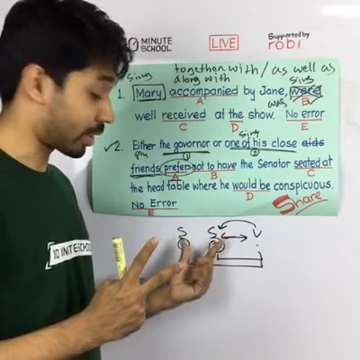 10 MINUTE SCHOOL
LIVE
Supported by
robi
together with/ as well as
along with
Sing
Sing
1. Mary accompanied by Jane, were
A B
was,
well received at the show. No error
C D E
✓ 2. Either the governor or one of his close aids
Sing
friends prefer not to have the Senator seated at
A B C
the head table where he would be conspicuous.
D
No Error
E
Share
S S ↔ V
10 MINUTE SCHOOL